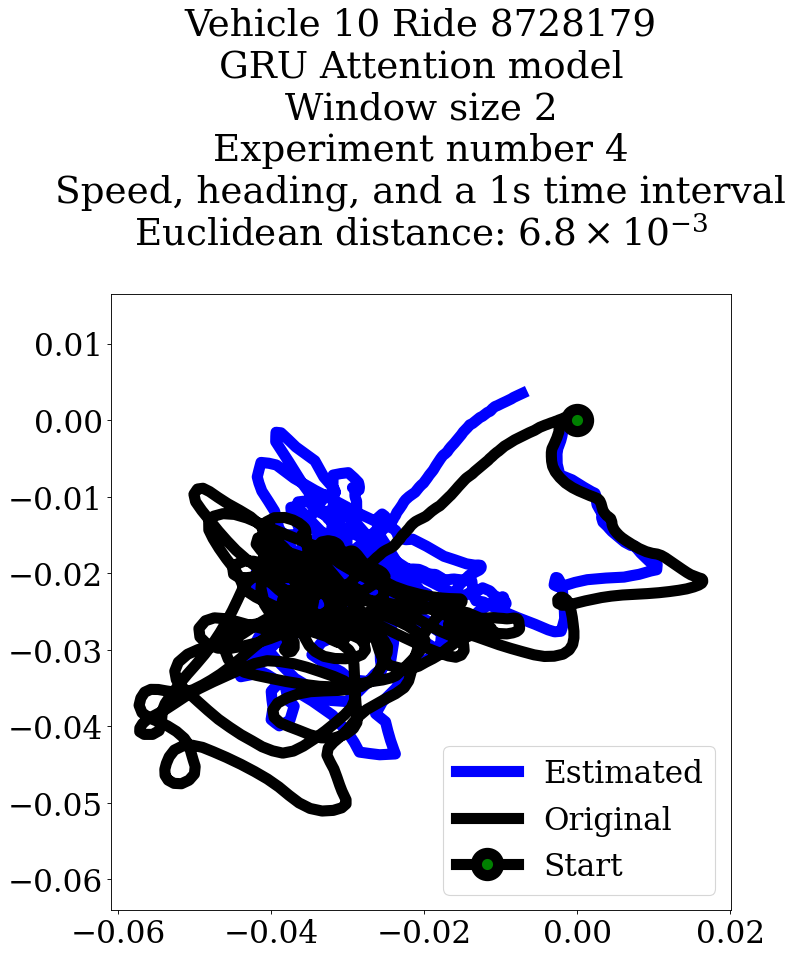 Vehicle 10 Ride 8728179
GRU Attention model
Window size 2
Experiment number 4
Speed, heading, and a 1s time interval
Euclidean distance: 6.8 × 10⁻³
0.01
0.00
−0.01
−0.02
−0.03
−0.04
−0.05
−0.06
Estimated
Original
Start
−0.06
−0.04
−0.02
0.00
0.02